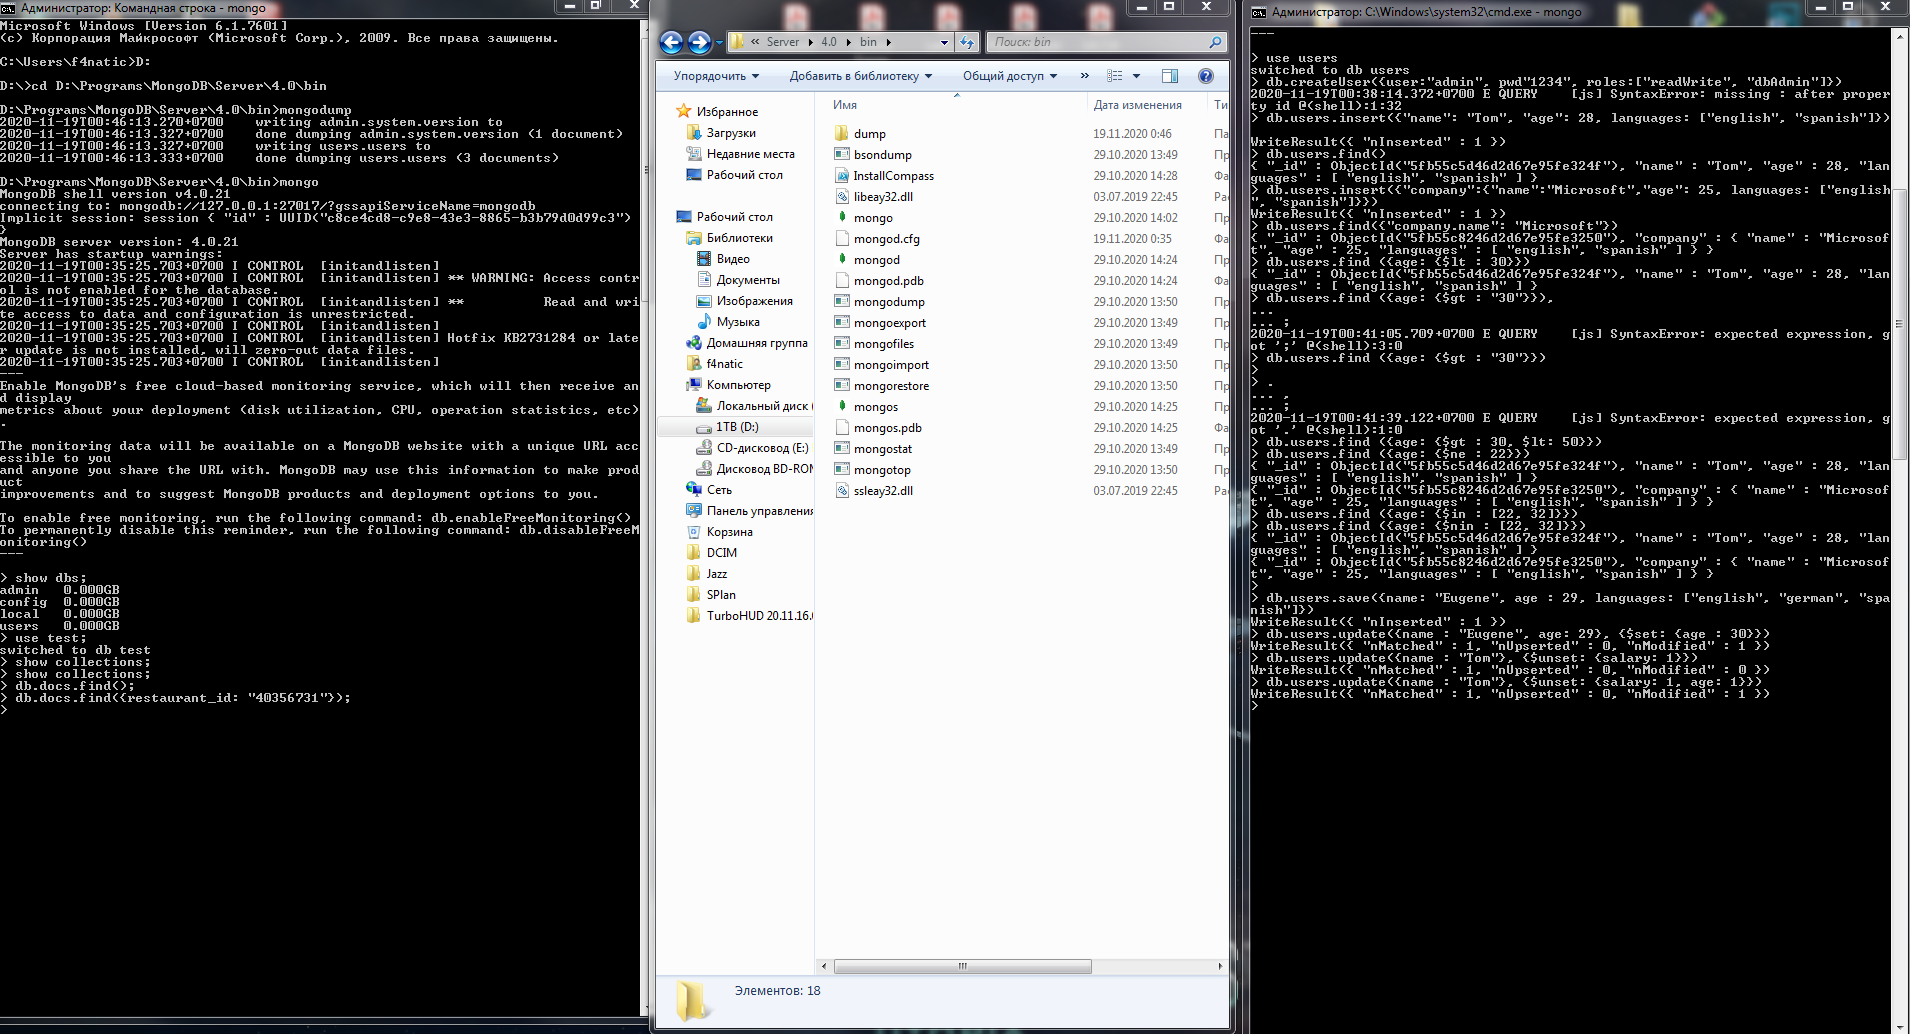 Администратор: Командная строка - mongo
Microsoft Windows [Version 6.1.7601]
(c) Корпорация Майкрософт (Microsoft Corp.), 2009. Все права защищены.
C:\Users\f4natic>D:
D:\>cd D:\Programs\MongoDB\Server\4.0\bin
D:\Programs\MongoDB\Server\4.0\bin>mongodump
2020-11-19T00:46:13.270+0700    writing admin.system.version to
2020-11-19T00:46:13.327+0700    done dumping admin.system.version (1 document)
2020-11-19T00:46:13.327+0700    writing users.users to
2020-11-19T00:46:13.333+0700    done dumping users.users (3 documents)
D:\Programs\MongoDB\Server\4.0\bin>mongo
MongoDB shell version v4.0.21
connecting to: mongodb://127.0.0.1:27017/?gssapiServiceName=mongodb
Implicit session: session { "id" : UUID("c8ce4cd8-c9e8-43e3-8865-b3b79d0d99c3")
}
MongoDB server version: 4.0.21
Server has startup warnings:
2020-11-19T00:35:25.703+0700 I CONTROL  [initandlisten]
2020-11-19T00:35:25.703+0700 I CONTROL  [initandlisten] ** WARNING: Access contr
ol is not enabled for the database.
2020-11-19T00:35:25.703+0700 I CONTROL  [initandlisten] **          Read and wri
te access to data and configuration is unrestricted.
2020-11-19T00:35:25.703+0700 I CONTROL  [initandlisten]
2020-11-19T00:35:25.703+0700 I CONTROL  [initandlisten] Hotfix KB2731284 or late
r update is not installed, will zero-out data files.
2020-11-19T00:35:25.703+0700 I CONTROL  [initandlisten]
---
Enable MongoDB's free cloud-based monitoring service, which will then receive an
d display
metrics about your deployment (disk utilization, CPU, operation statistics, etc)
.
The monitoring data will be available on a MongoDB website with a unique URL acc
essible to you
and anyone you share the URL with. MongoDB may use this information to make prod
uct
improvements and to suggest MongoDB products and deployment options to you.
To enable free monitoring, run the following command: db.enableFreeMonitoring()
To permanently disable this reminder, run the following command: db.disableFreeM
onitoring()
---
> show dbs;
admin   0.000GB
config  0.000GB
local   0.000GB
users   0.000GB
> use test;
switched to db test
> show collections;
> show collections;
> db.docs.find();
> db.docs.find({restaurant_id: "40356731"});
>
« Server ▸ 4.0 ▸ bin ▸
Поиск: bin
Упорядочить
Добавить в библиотеку
Общий доступ
»
Избранное
Загрузки
Недавние места
Рабочий стол
Рабочий стол
Библиотеки
Видео
Документы
Изображения
Музыка
Домашняя группа
f4natic
Компьютер
Локальный диск (
1TB (D:)
CD-дисковод (E:)
Дисковод BD-ROM
Сеть
Панель управления
Корзина
DCIM
Jazz
SPlan
TurboHUD 20.11.16.
Имя Дата изменения Ти
dump 19.11.2020 0:46 Па
bsondump 29.10.2020 13:49 Пр
InstallCompass 29.10.2020 14:28 Фа
libeay32.dll 03.07.2019 22:45 Рас
mongo 29.10.2020 14:02 Пр
mongod.cfg 19.11.2020 0:35 Фа
mongod 29.10.2020 14:24 Пр
mongod.pdb 29.10.2020 14:24 Фа
mongodump 29.10.2020 13:50 Пр
mongoexport 29.10.2020 13:49 Пр
mongofiles 29.10.2020 13:49 Пр
mongoimport 29.10.2020 13:50 Пр
mongorestore 29.10.2020 13:50 Пр
mongos 29.10.2020 14:25 Пр
mongos.pdb 29.10.2020 14:25 Фа
mongostat 29.10.2020 13:49 Пр
mongotop 29.10.2020 13:50 Пр
ssleay32.dll 03.07.2019 22:45 Рас
Элементов: 18
Администратор: C:\Windows\system32\cmd.exe - mongo
---
> use users
switched to db users
> db.createUser({user:"admin", pwd"1234", roles:["readWrite", "dbAdmin"]})
2020-11-19T00:38:14.372+0700 E QUERY    [js] SyntaxError: missing : after proper
ty id @(shell):1:32
> db.users.insert({"name": "Tom", "age": 28, languages: ["english", "spanish"]})
WriteResult({ "nInserted" : 1 })
> db.users.find()
{ "_id" : ObjectId("5fb55c5d46d2d67e95fe324f"), "name" : "Tom", "age" : 28, "lan
guages" : [ "english", "spanish" ] }
> db.users.insert({"company":{"name":"Microsoft","age": 25, languages: ["english
", "spanish"]}})
WriteResult({ "nInserted" : 1 })
> db.users.find({"company.name": "Microsoft"})
{ "_id" : ObjectId("5fb55c8246d2d67e95fe3250"), "company" : { "name" : "Microsof
t", "age" : 25, "languages" : [ "english", "spanish" ] } }
> db.users.find ({age: {$lt : 30}})
{ "_id" : ObjectId("5fb55c5d46d2d67e95fe324f"), "name" : "Tom", "age" : 28, "lan
guages" : [ "english", "spanish" ] }
> db.users.find ({age: {$gt : "30"}}),
...
... ;
2020-11-19T00:41:05.709+0700 E QUERY    [js] SyntaxError: expected expression, g
ot ';' @(shell):3:0
> db.users.find ({age: {$gt : "30"}})
>
> .
... ,
... ;
2020-11-19T00:41:39.122+0700 E QUERY    [js] SyntaxError: expected expression, g
ot '.' @(shell):1:0
> db.users.find ({age: {$gt : 30, $lt: 50}})
> db.users.find ({age: {$ne : 22}})
{ "_id" : ObjectId("5fb55c5d46d2d67e95fe324f"), "name" : "Tom", "age" : 28, "lan
guages" : [ "english", "spanish" ] }
{ "_id" : ObjectId("5fb55c8246d2d67e95fe3250"), "company" : { "name" : "Microsof
t", "age" : 25, "languages" : [ "english", "spanish" ] } }
> db.users.find ({age: {$in : [22, 32]}})
> db.users.find ({age: {$nin : [22, 32]}})
{ "_id" : ObjectId("5fb55c5d46d2d67e95fe324f"), "name" : "Tom", "age" : 28, "lan
guages" : [ "english", "spanish" ] }
{ "_id" : ObjectId("5fb55c8246d2d67e95fe3250"), "company" : { "name" : "Microsof
t", "age" : 25, "languages" : [ "english", "spanish" ] } }
>
> db.users.save({name: "Eugene", age : 29, languages: ["english", "german", "spa
nish"]})
WriteResult({ "nInserted" : 1 })
> db.users.update({name : "Eugene", age: 29}, {$set: {age : 30}})
WriteResult({ "nMatched" : 1, "nUpserted" : 0, "nModified" : 1 })
> db.users.update({name : "Tom"}, {$unset: {salary: 1}})
WriteResult({ "nMatched" : 1, "nUpserted" : 0, "nModified" : 0 })
> db.users.update({name : "Tom"}, {$unset: {salary: 1, age: 1}})
WriteResult({ "nMatched" : 1, "nUpserted" : 0, "nModified" : 1 })
>